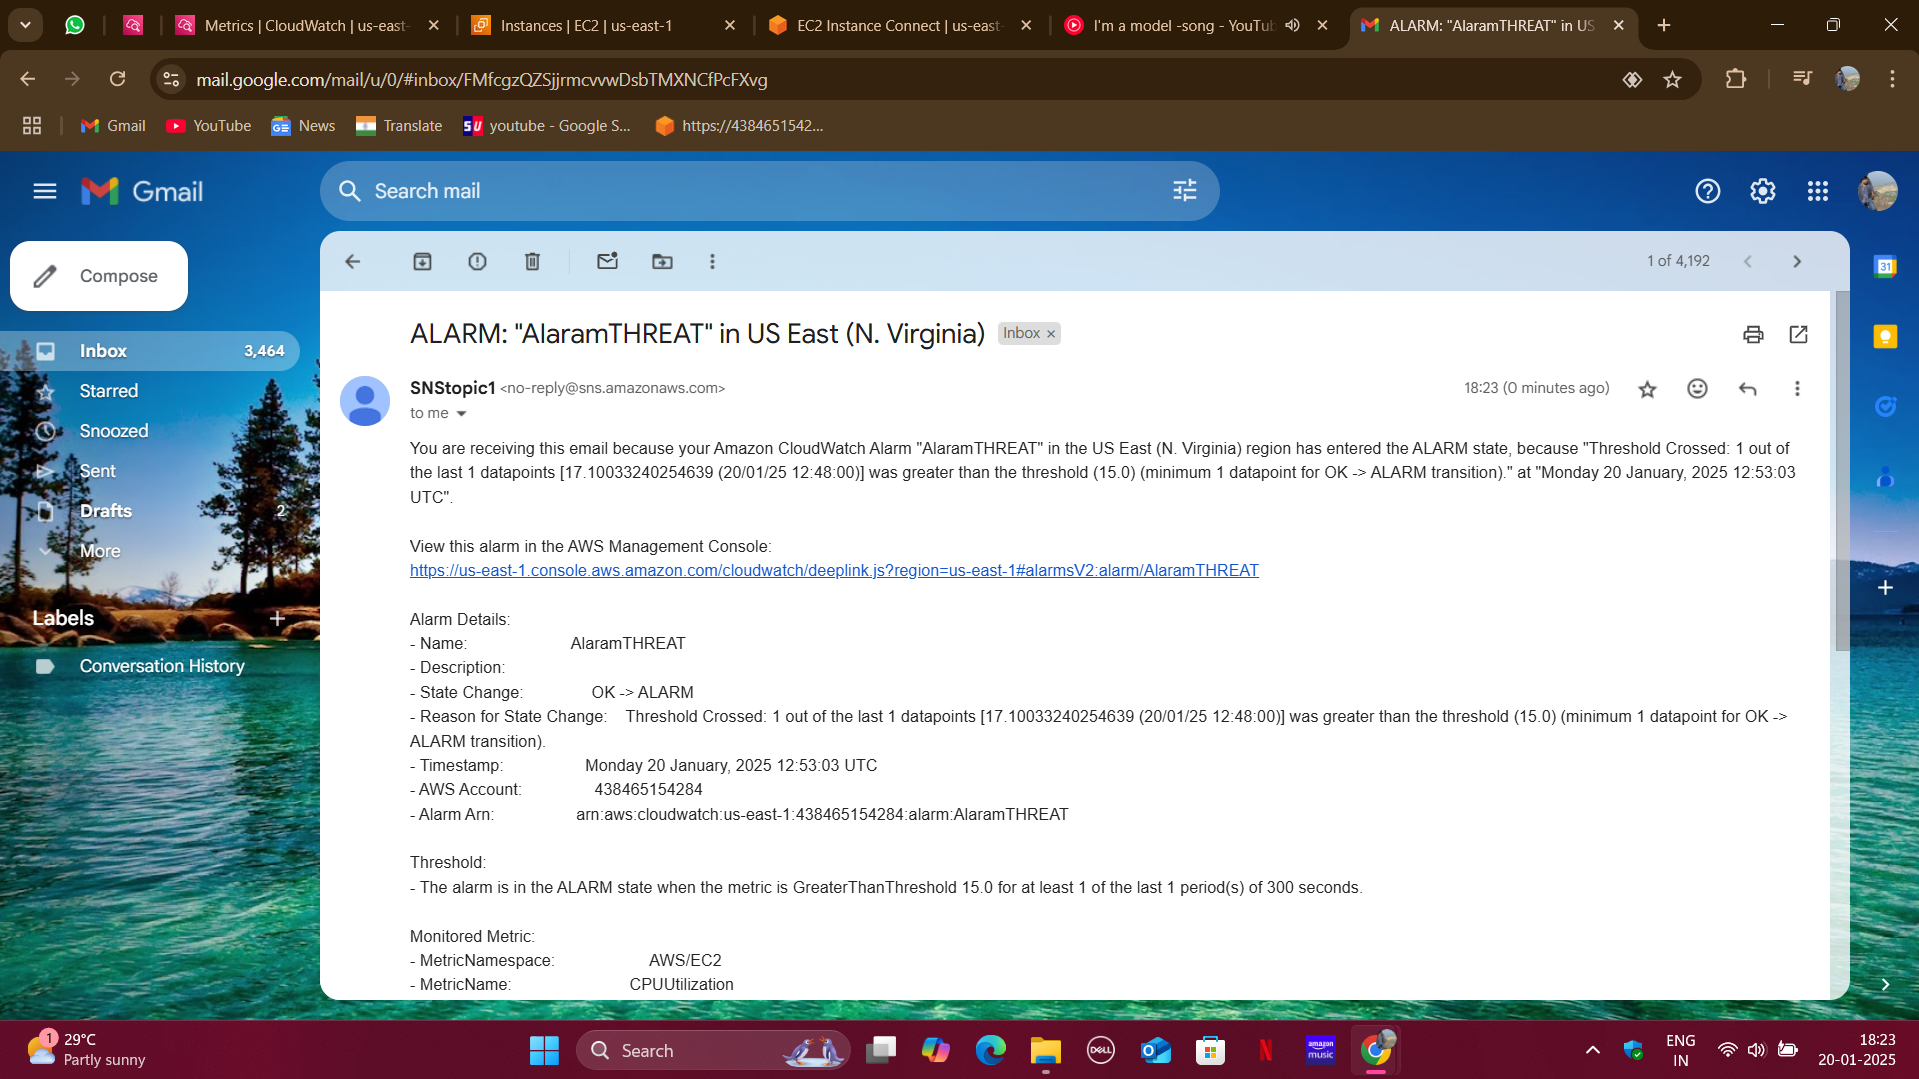 Metrics | CloudWatch | us-east-
Instances | EC2 | us-east-1
EC2 Instance Connect | us-east-
I'm a model -song - YouTub
ALARM: "AlaramTHREAT" in US
mail.google.com/mail/u/0/#inbox/FMfcgzQZSjjrmcvvwDsbTMXNCfPcFXvg
Gmail
YouTube
News
Translate
youtube - Google S...
https://4384651542...
Gmail
Search mail
Compose
1 of 4,192
Inbox 3,464
Starred
Snoozed
Sent
Drafts 2
More
Labels
Conversation History
ALARM: "AlaramTHREAT" in US East (N. Virginia) Inbox
SNStopic1 <no-reply@sns.amazonaws.com> 18:23 (0 minutes ago)
to me
You are receiving this email because your Amazon CloudWatch Alarm "AlaramTHREAT" in the US East (N. Virginia) region has entered the ALARM state, because "Threshold Crossed: 1 out of
the last 1 datapoints [17.10033240254639 (20/01/25 12:48:00)] was greater than the threshold (15.0) (minimum 1 datapoint for OK -> ALARM transition)." at "Monday 20 January, 2025 12:53:03
UTC".
View this alarm in the AWS Management Console:
https://us-east-1.console.aws.amazon.com/cloudwatch/deeplink.js?region=us-east-1#alarmsV2:alarm/AlaramTHREAT
Alarm Details:
- Name: AlaramTHREAT
- Description:
- State Change: OK -> ALARM
- Reason for State Change: Threshold Crossed: 1 out of the last 1 datapoints [17.10033240254639 (20/01/25 12:48:00)] was greater than the threshold (15.0) (minimum 1 datapoint for OK ->
ALARM transition).
- Timestamp: Monday 20 January, 2025 12:53:03 UTC
- AWS Account: 438465154284
- Alarm Arn: arn:aws:cloudwatch:us-east-1:438465154284:alarm:AlaramTHREAT
Threshold:
- The alarm is in the ALARM state when the metric is GreaterThanThreshold 15.0 for at least 1 of the last 1 period(s) of 300 seconds.
Monitored Metric:
- MetricNamespace: AWS/EC2
- MetricName: CPUUtilization
31
1
29°C
Partly sunny
Search
DELL
amazon
music
ENG
IN
18:23
20-01-2025